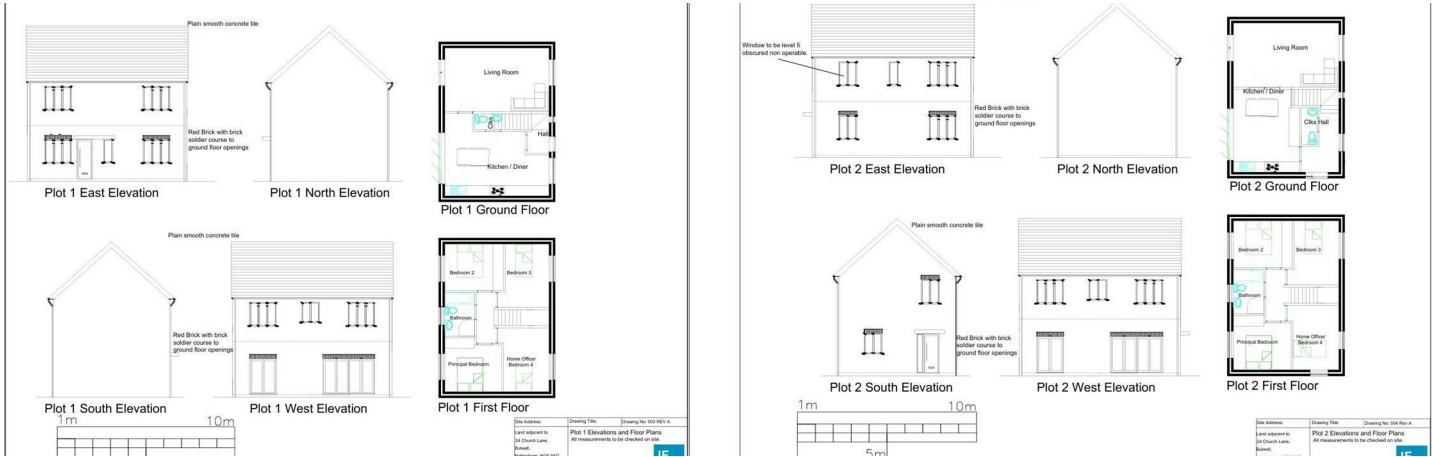 Plain smooth concrete tile
Red Brick with brick
soldier course to
ground floor openings
Plot 1 East Elevation
Plot 1 North Elevation
Living Room
Clks
Hall
Kitchen / Diner
Plot 1 Ground Floor
Plain smooth concrete tile
Red Brick with brick
soldier course to
ground floor openings
Plot 1 South Elevation
Plot 1 West Elevation
Bedroom 2
Bedroom 3
Bathroom
Principal Bedroom
Home Office/
Bedroom 4
Plot 1 First Floor
1m
10m
Site Address:
Drawing Title:
Drawing No: 003 REV A
Land adjacent to
24 Church Lane,
Bulwell,
Plot 1 Elevations and Floor Plans
All measurements to be checked on site.
Window to be level 5
obscured non operable.
Red Brick with brick
soldier course to
ground floor openings
Plot 2 East Elevation
Plot 2 North Elevation
Living Room
Kitchen / Diner
Clks Hall
Plot 2 Ground Floor
Plain smooth concrete tile
Red Brick with brick
soldier course to
ground floor openings
Plot 2 South Elevation
Plot 2 West Elevation
Bedroom 2
Bedroom 3
Bathroom
Principal Bedroom
Home Office/
Bedroom 4
Plot 2 First Floor
1m
10m
5m
Site Address:
Drawing Title:
Drawing No: 004 Rev A
Land adjacent to
24 Church Lane,
Bulwell,
Plot 2 Elevations and Floor Plans
All measurements to be checked on site.